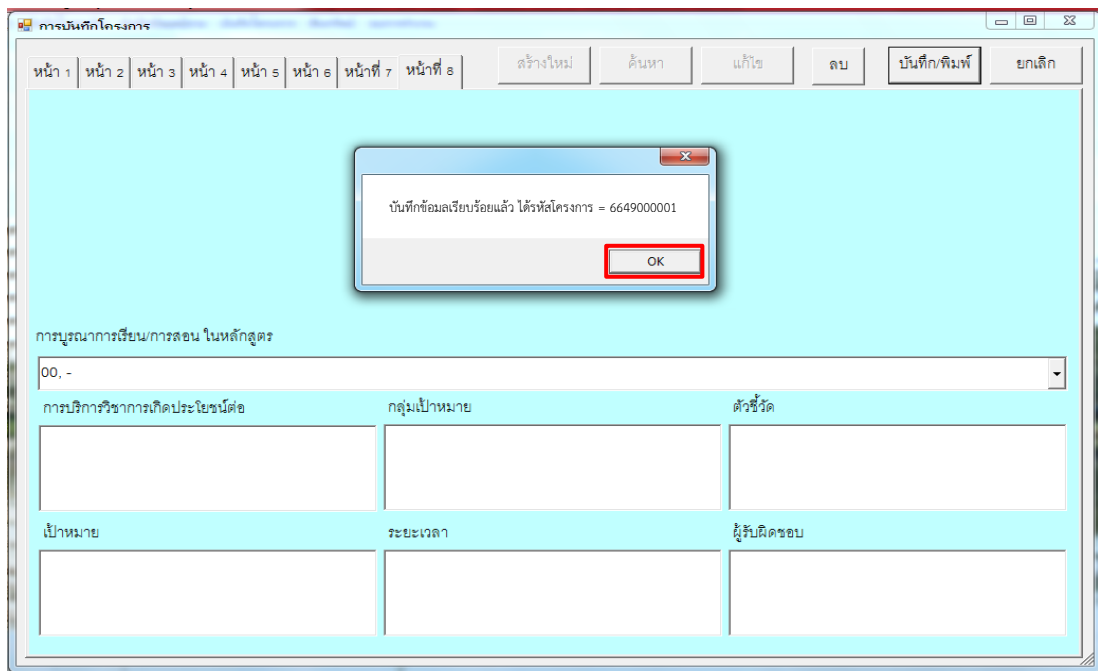 การบันทึกโครงการ
หน้า 1 หน้า 2 หน้า 3 หน้า 4 หน้า 5 หน้า 6 หน้าที่ 7 หน้าที่ 8 สร้างใหม่ ค้นหา แก้ไข ลบ บันทึก/พิมพ์ ยกเลิก
บันทึกข้อมูลเรียบร้อยแล้ว ได้รหัสโครงการ = 6649000001
OK
การบูรณาการเรียน/การสอน ในหลักสูตร
00, -
การบริการวิชาการเกิดประโยชน์ต่อ กลุ่มเป้าหมาย ตัวชี้วัด
เป้าหมาย ระยะเวลา ผู้รับผิดชอบ